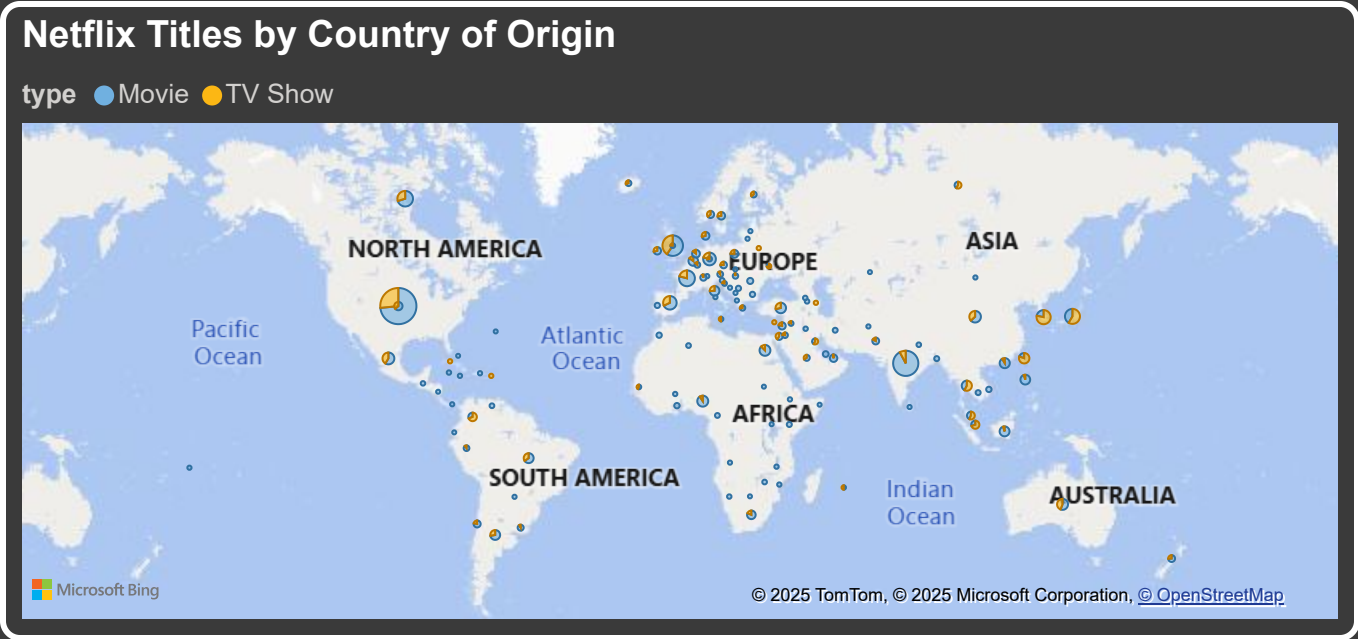 Netflix Titles by Country of Origin
type Movie TV Show
NORTH AMERICA
EUROPE
ASIA
Pacific
Ocean
Atlantic
Ocean
AFRICA
SOUTH AMERICA
Indian
Ocean
AUSTRALIA
Microsoft Bing
© 2025 TomTom, © 2025 Microsoft Corporation, © OpenStreetMap